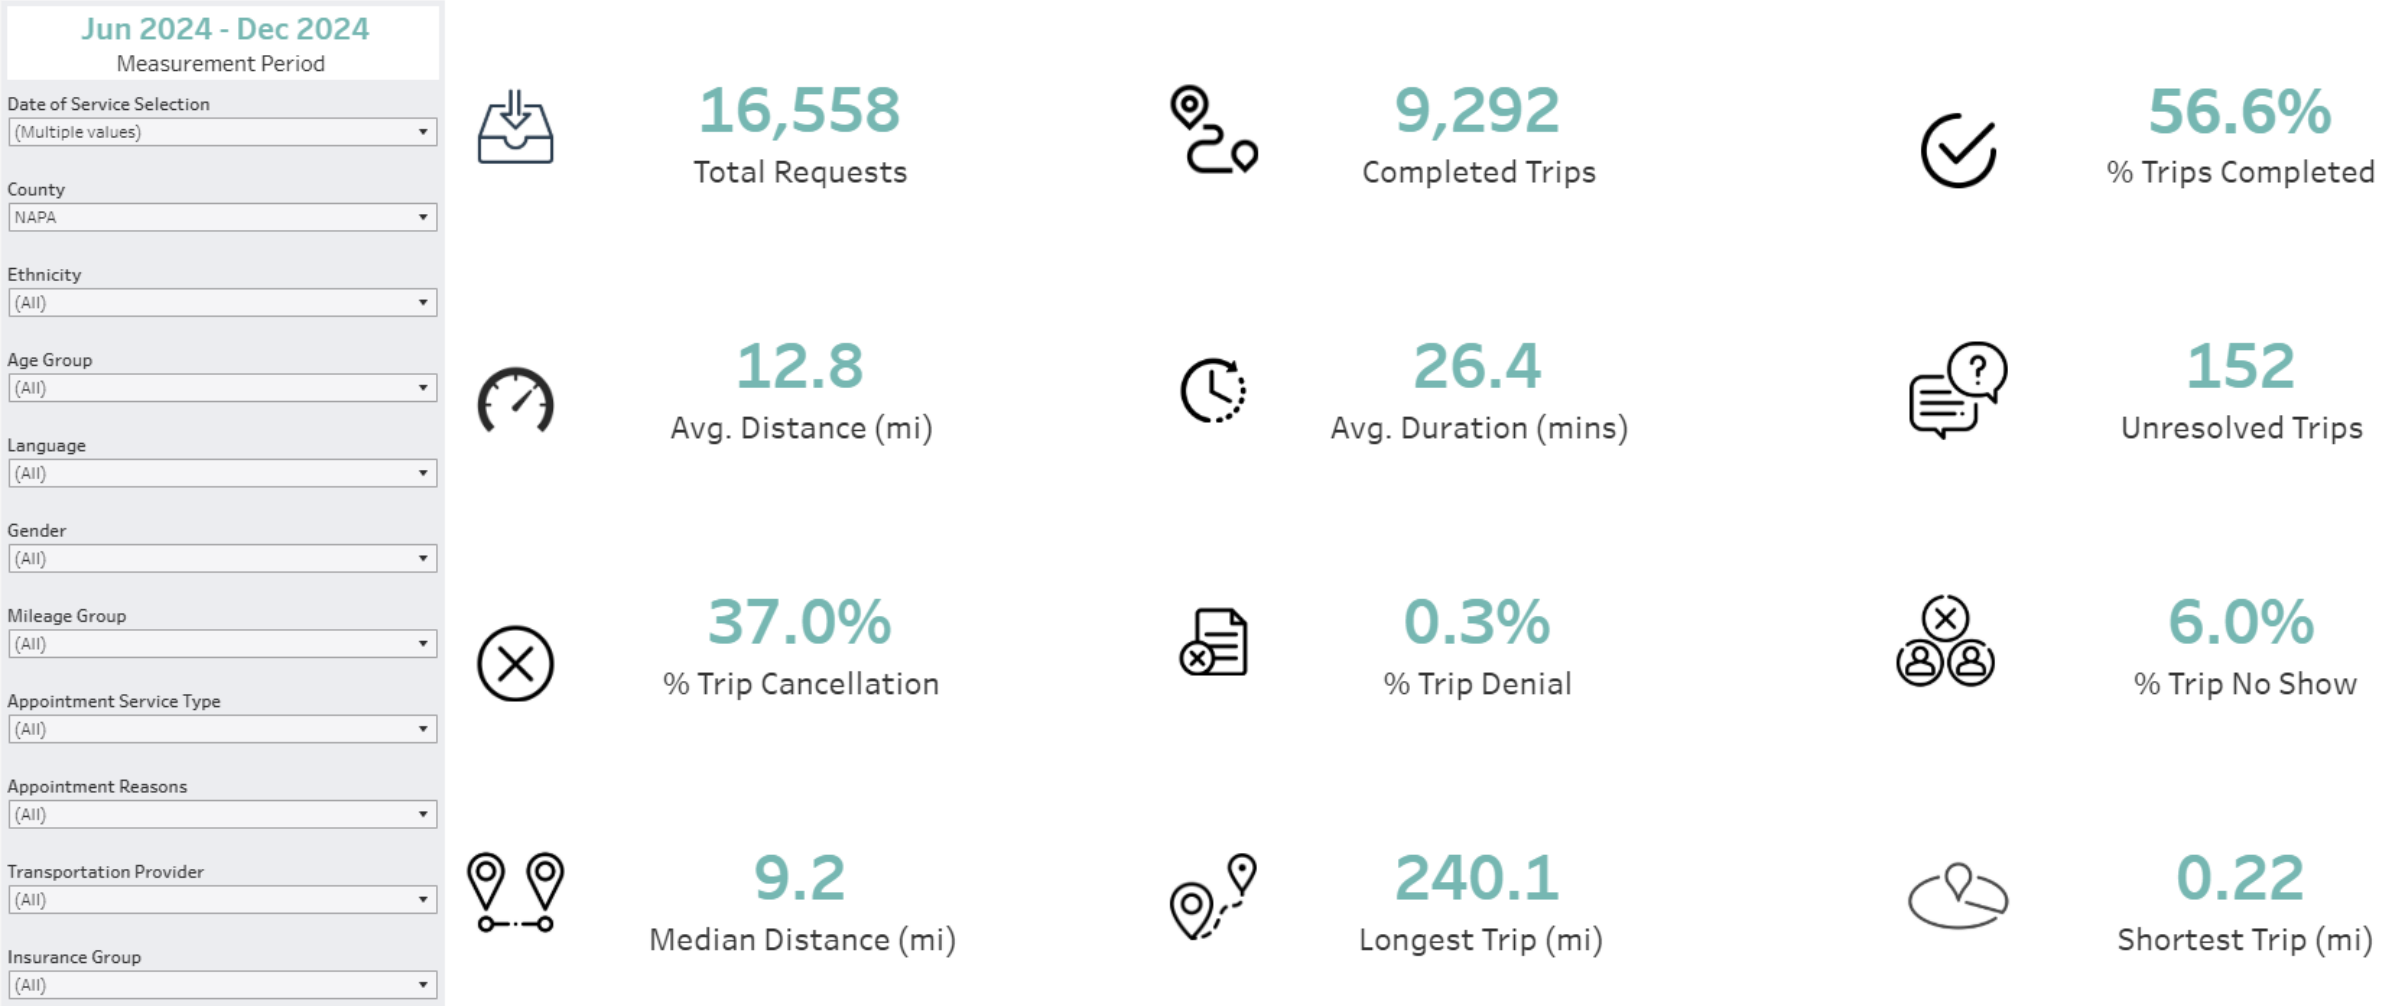 Jun 2024 - Dec 2024
Measurement Period
Date of Service Selection
(Multiple values)
County
NAPA
Ethnicity
(All)
Age Group
(All)
Language
(All)
Gender
(All)
Mileage Group
(All)
Appointment Service Type
(All)
Appointment Reasons
(All)
Transportation Provider
(All)
Insurance Group
(All)
16,558
Total Requests
9,292
Completed Trips
56.6%
% Trips Completed
12.8
Avg. Distance (mi)
26.4
Avg. Duration (mins)
152
Unresolved Trips
37.0%
% Trip Cancellation
0.3%
% Trip Denial
6.0%
% Trip No Show
9.2
Median Distance (mi)
240.1
Longest Trip (mi)
0.22
Shortest Trip (mi)